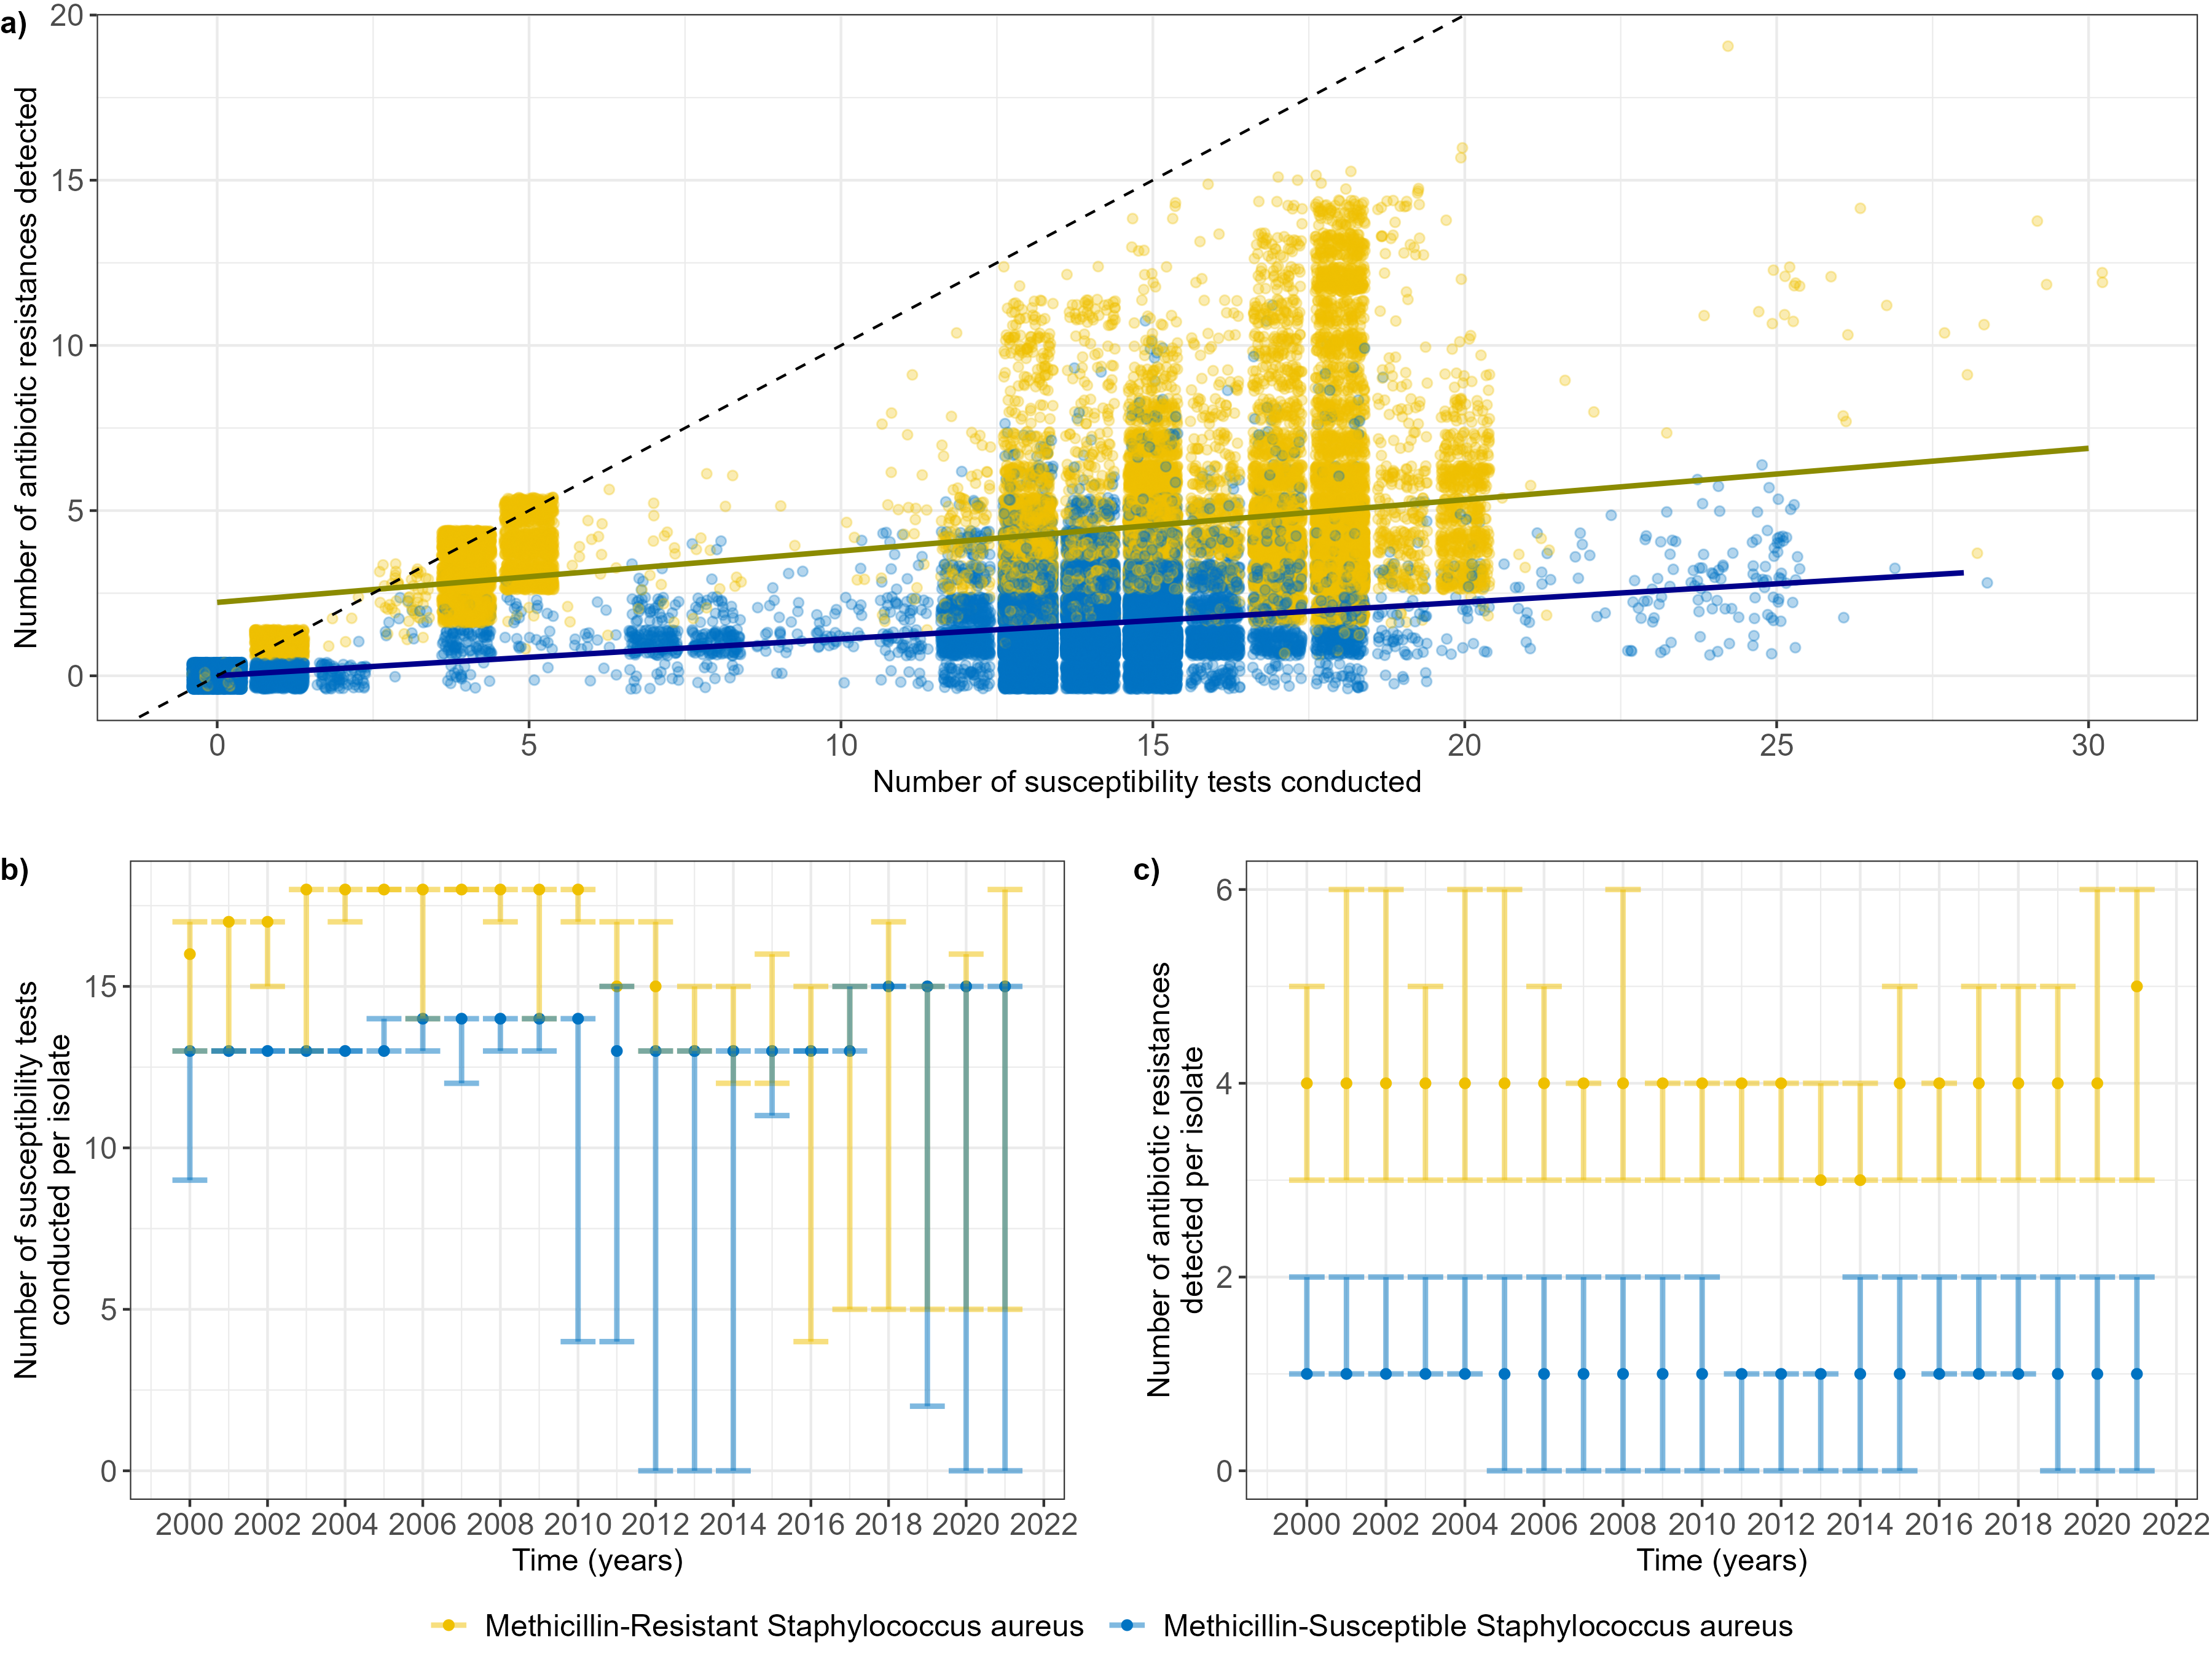 a)
20
15
10
5
0
Number of antibiotic resistances detected
0 5 10 15 20 25 30
Number of susceptibility tests conducted
b)
15
10
5
0
Number of susceptibility tests
conducted per isolate
2000 2002 2004 2006 2008 2010 2012 2014 2016 2018 2020 2022
Time (years)
c)
6
4
2
0
Number of antibiotic resistances
detected per isolate
2000 2002 2004 2006 2008 2010 2012 2014 2016 2018 2020 2022
Time (years)
Methicillin-Resistant Staphylococcus aureus Methicillin-Susceptible Staphylococcus aureus